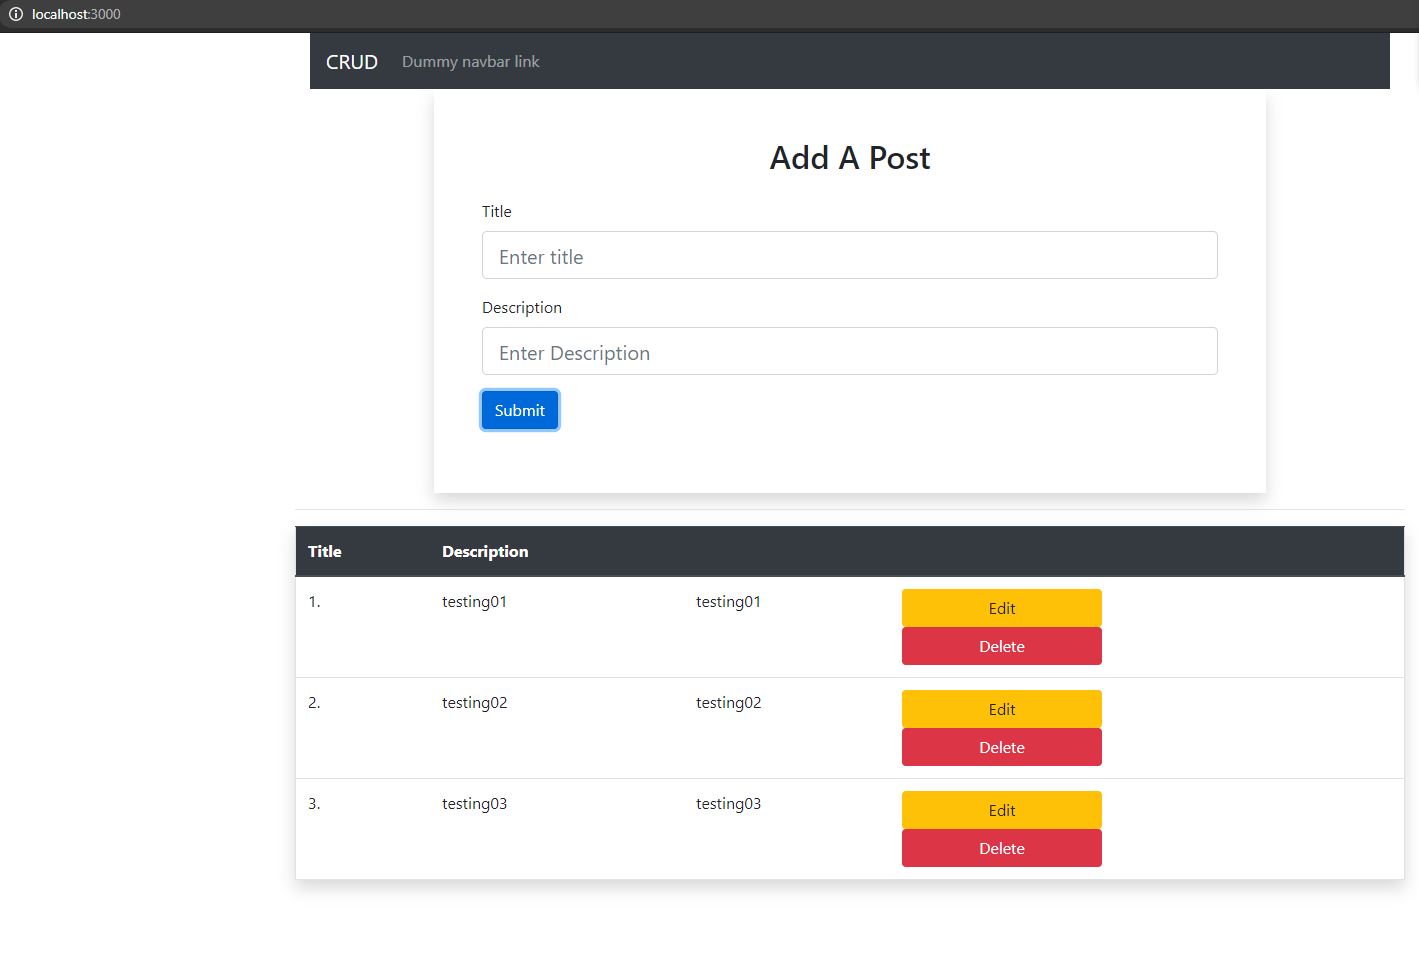 localhost:3000
CRUD Dummy navbar link
Add A Post
Title
Enter title
Description
Enter Description
Submit
Title Description
1. testing01 testing01 Edit
Delete
2. testing02 testing02 Edit
Delete
3. testing03 testing03 Edit
Delete